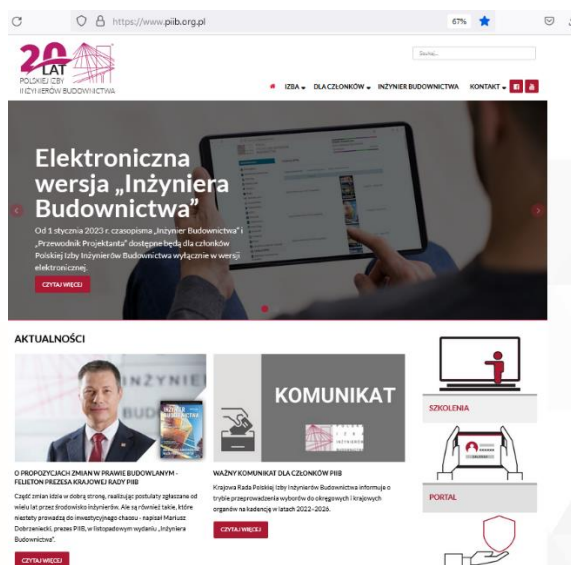 https://www.piib.org.pl
67%
20
LAT
POLSKIEJ IZBY
INŻYNIERÓW BUDOWNICTWA
Szukaj...
IZBA
DLA CZŁONKÓW
INŻYNIER BUDOWNICTWA
KONTAKT
Elektroniczna
wersja „Inżyniera
Budownictwa”
Od 1 stycznia 2023 r. czasopisma „Inżynier Budownictwa” i
„Przewodnik Projektanta” dostępne będą dla członków
Polskiej Izby Inżynierów Budownictwa wyłącznie w wersji
elektronicznej.
CZYTAJ WIĘCEJ
AKTUALNOŚCI
INŻYNIE
BUD
INŻYNIER
BUDOWNICTWA
KOMUNIKAT
O PROPOZYCJACH ZMIAN W PRAWIE BUDOWLANYM -
FELIETON PREZESA KRAJOWEJ RADY PIIB
Część zmian idzie w dobrą stronę, realizując postulaty zgłaszane od
wielu lat przez środowisko inżynierów. Ale są również takie, które
niestety prowadzą do inwestycyjnego chaosu - napisał Mariusz
Dobrzeniecki, prezes PIIB, w listopadowym wydaniu „Inżyniera
Budownictwa”.
CZYTAJ WIĘCEJ
WAŻNY KOMUNIKAT DLA CZŁONKÓW PIIB
Krajowa Rada Polskiej Izby Inżynierów Budownictwa informuje o
trybie przeprowadzenia wyborów do okręgowych i krajowych
organów na kadencję w latach 2022-2026.
CZYTAJ WIĘCEJ
SZKOLENIA
PORTAL